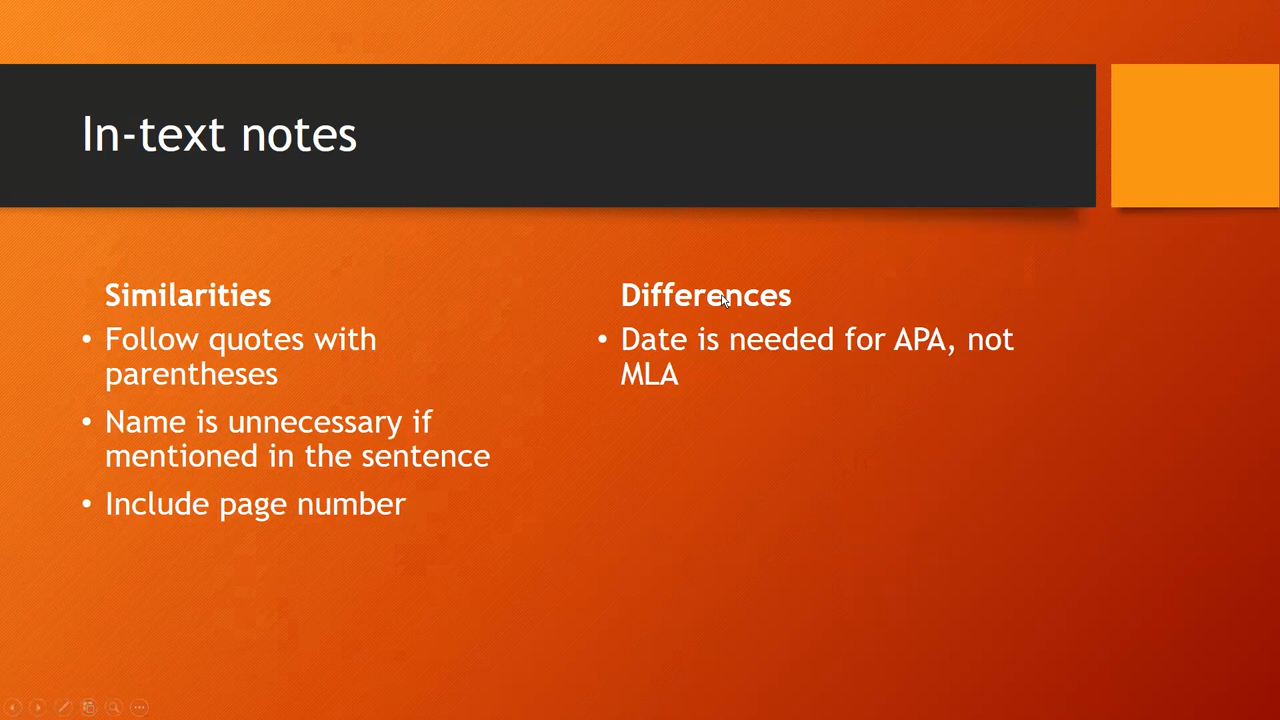 In-text notes
Similarities
• Follow quotes with
parentheses
• Name is unnecessary if
mentioned in the sentence
• Include page number
Differences
• Date is needed for APA, not
MLA